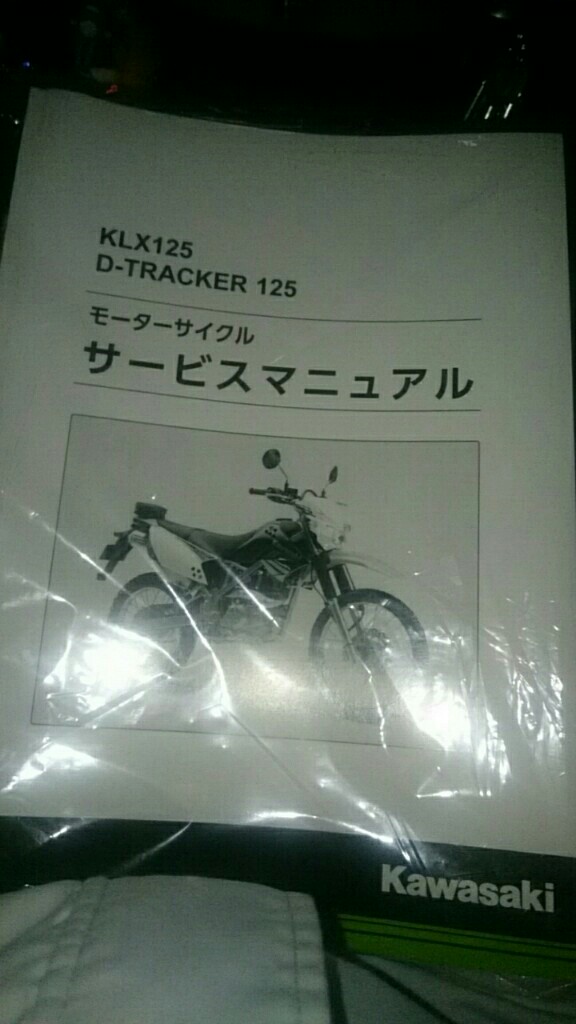 KLX125
D-TRACKER 125
モーターサイクル
サービスマニュアル
Kawasaki